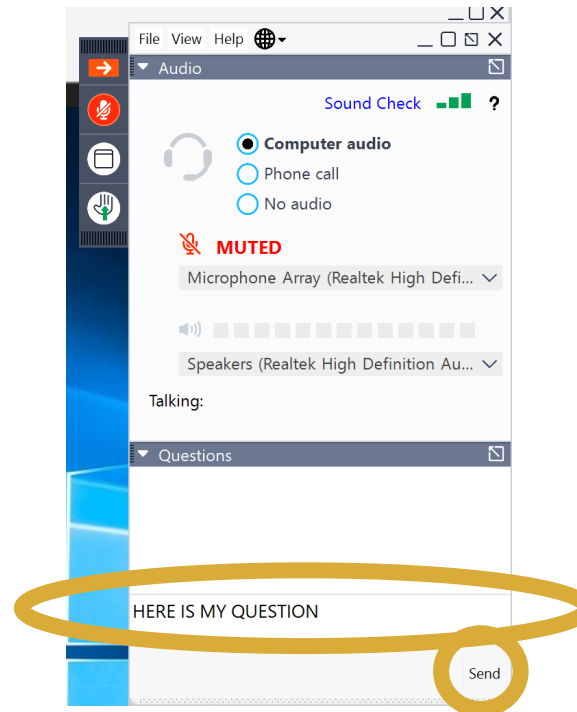 File View Help
Audio
Sound Check ?
Computer audio
Phone call
No audio
MUTED
Microphone Array (Realtek High Defi...
Speakers (Realtek High Definition Au...
Talking:
Questions
HERE IS MY QUESTION
Send